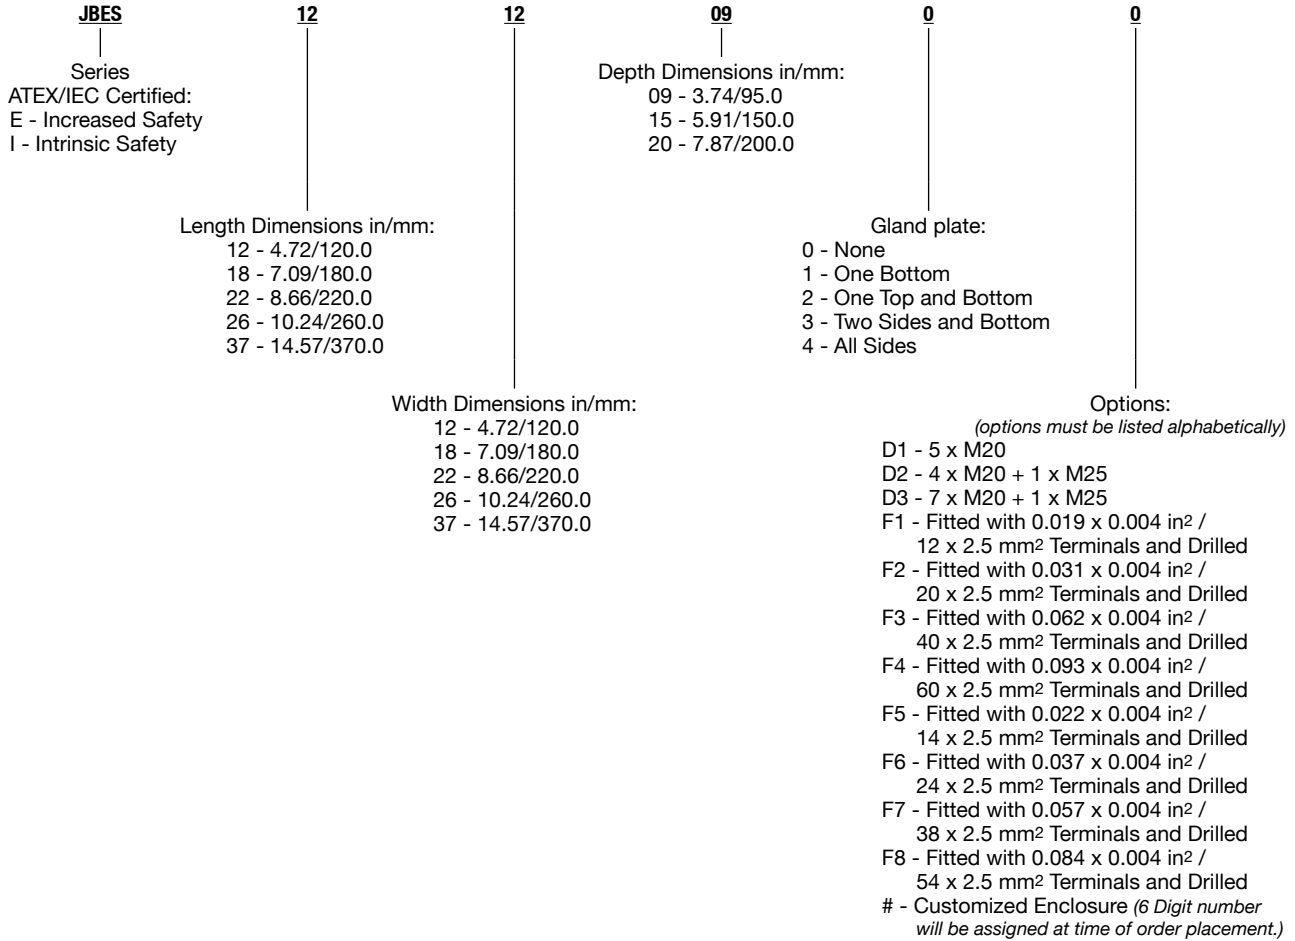 JBES 12 12 09 0 0
Series
ATEX/IEC Certified:
E - Increased Safety
I - Intrinsic Safety
Depth Dimensions in/mm:
09 - 3.74/95.0
15 - 5.91/150.0
20 - 7.87/200.0
Length Dimensions in/mm:
12 - 4.72/120.0
18 - 7.09/180.0
22 - 8.66/220.0
26 - 10.24/260.0
37 - 14.57/370.0
Gland plate:
0 - None
1 - One Bottom
2 - One Top and Bottom
3 - Two Sides and Bottom
4 - All Sides
Width Dimensions in/mm:
12 - 4.72/120.0
18 - 7.09/180.0
22 - 8.66/220.0
26 - 10.24/260.0
37 - 14.57/370.0
Options:
(options must be listed alphabetically)
D1 - 5 x M20
D2 - 4 x M20 + 1 x M25
D3 - 7 x M20 + 1 x M25
F1 - Fitted with 0.019 x 0.004 in² /
12 x 2.5 mm² Terminals and Drilled
F2 - Fitted with 0.031 x 0.004 in² /
20 x 2.5 mm² Terminals and Drilled
F3 - Fitted with 0.062 x 0.004 in² /
40 x 2.5 mm² Terminals and Drilled
F4 - Fitted with 0.093 x 0.004 in² /
60 x 2.5 mm² Terminals and Drilled
F5 - Fitted with 0.022 x 0.004 in² /
14 x 2.5 mm² Terminals and Drilled
F6 - Fitted with 0.037 x 0.004 in² /
24 x 2.5 mm² Terminals and Drilled
F7 - Fitted with 0.057 x 0.004 in² /
38 x 2.5 mm² Terminals and Drilled
F8 - Fitted with 0.084 x 0.004 in² /
54 x 2.5 mm² Terminals and Drilled
# - Customized Enclosure (6 Digit number
will be assigned at time of order placement.)